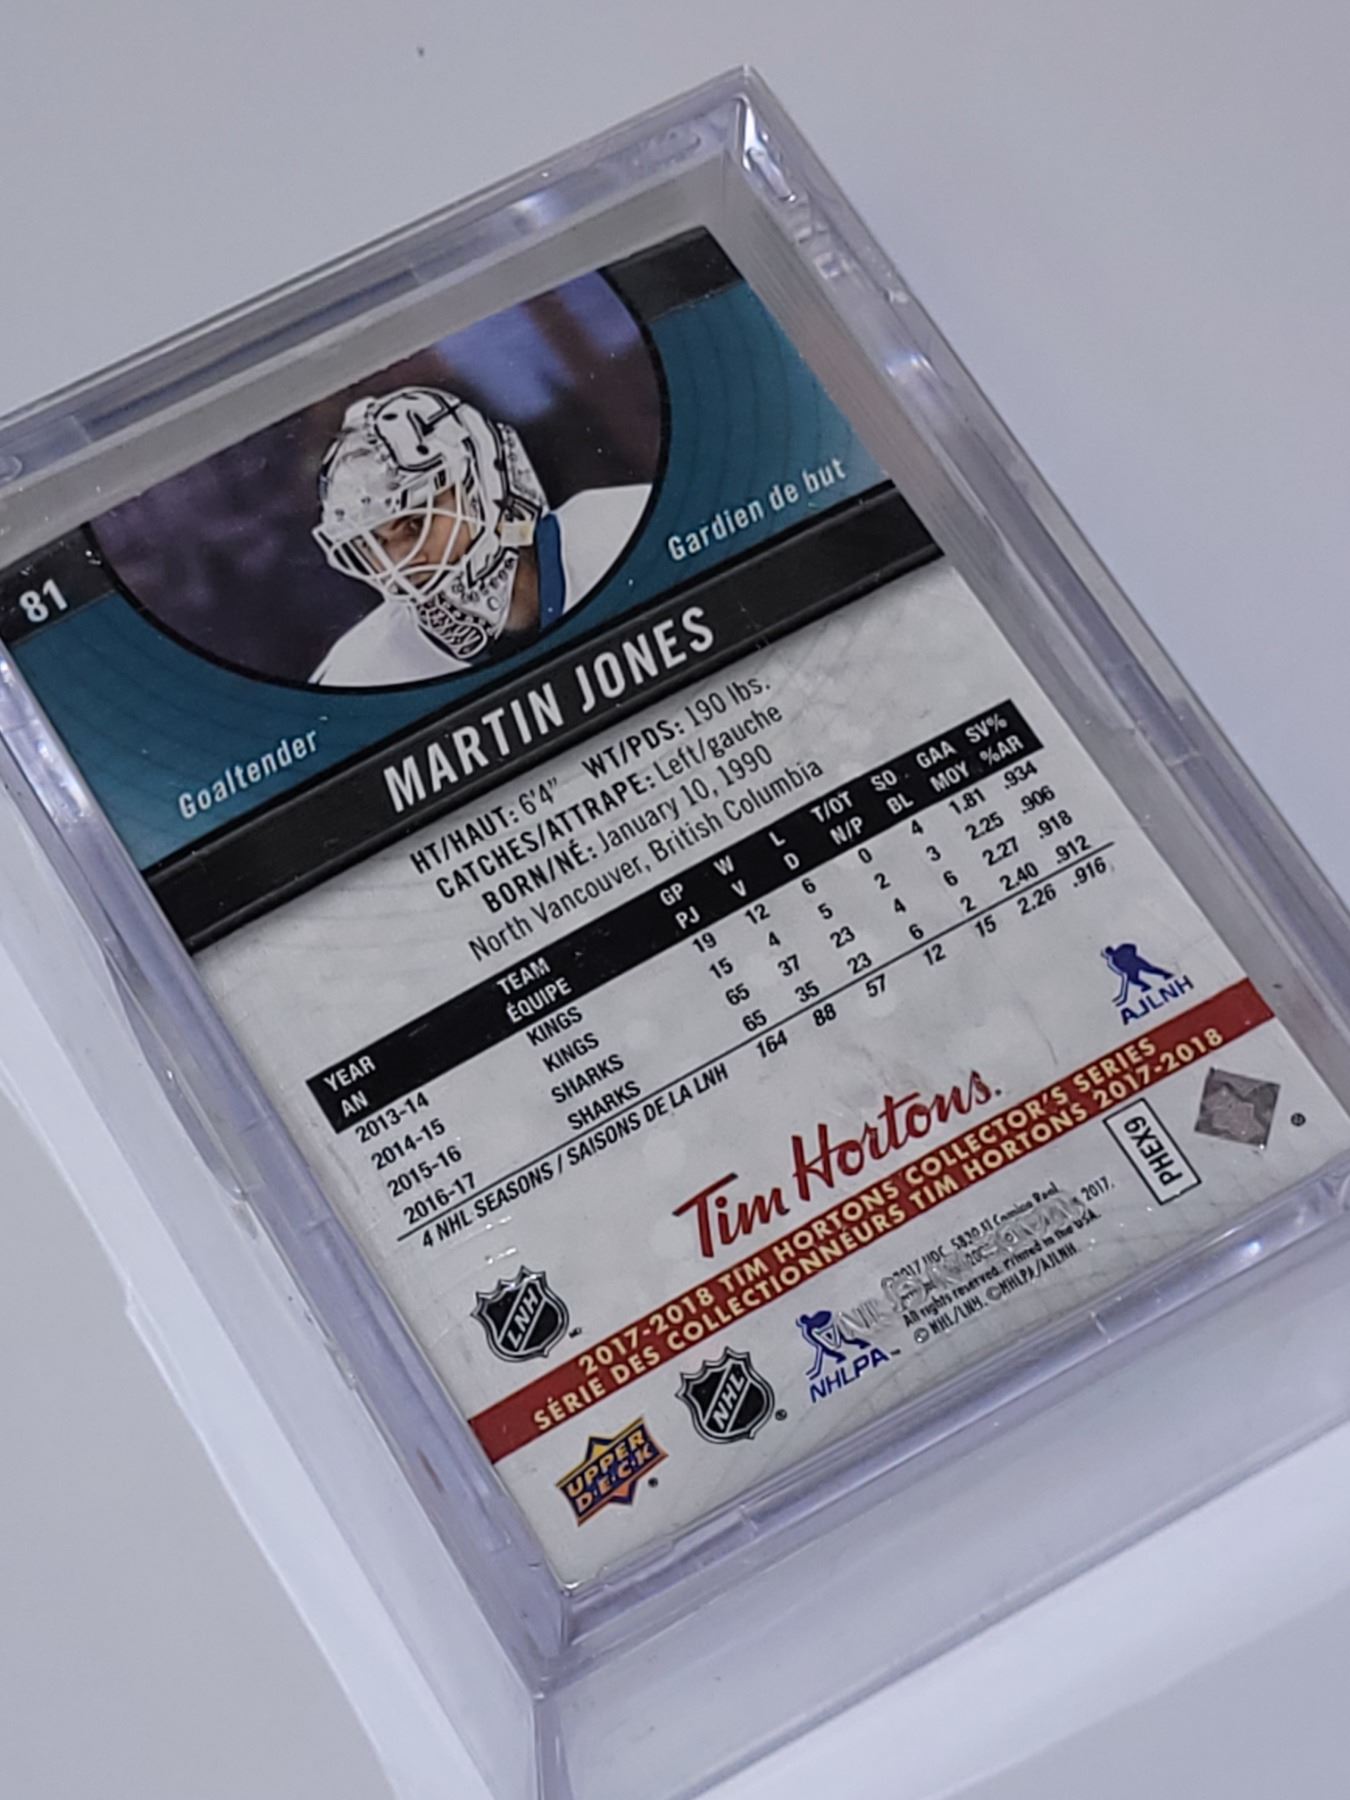 81
Goaltender
Gardien de but
MARTIN JONES
HT/HAUT: 6'4" WT/PDS: 190 lbs.
CATCHES/ATTRAPE: Left/gauche
BORN/NÉ: January 10, 1990
North Vancouver, British Columbia
YEAR TEAM GP W L T/OT SO GAA SV%
AN ÉQUIPE PJ V D N/P BL MOY %AR
2013-14 KINGS 19 12 6 0 4 1.81 .934
2014-15 KINGS 15 4 5 2 3 2.25 .906
2015-16 SHARKS 65 37 23 4 6 2.27 .918
2016-17 SHARKS 65 35 23 6 2 2.40 .912
4 NHL SEASONS / SAISONS DE LA LNH 164 88 57 12 15 2.26 .916
AJLNH
Tim Hortons.
LNH
2017-2018 TIM HORTONS COLLECTOR'S SERIES
SÉRIE DES COLLECTIONNEURS TIM HORTONS 2017-2018
PHEX9
UPPER
DECK
NHL
NHLPA
2017.
All rights reserved. Printed in the USA.
© NHL/LNH. ©NHLPA/AJLNH.